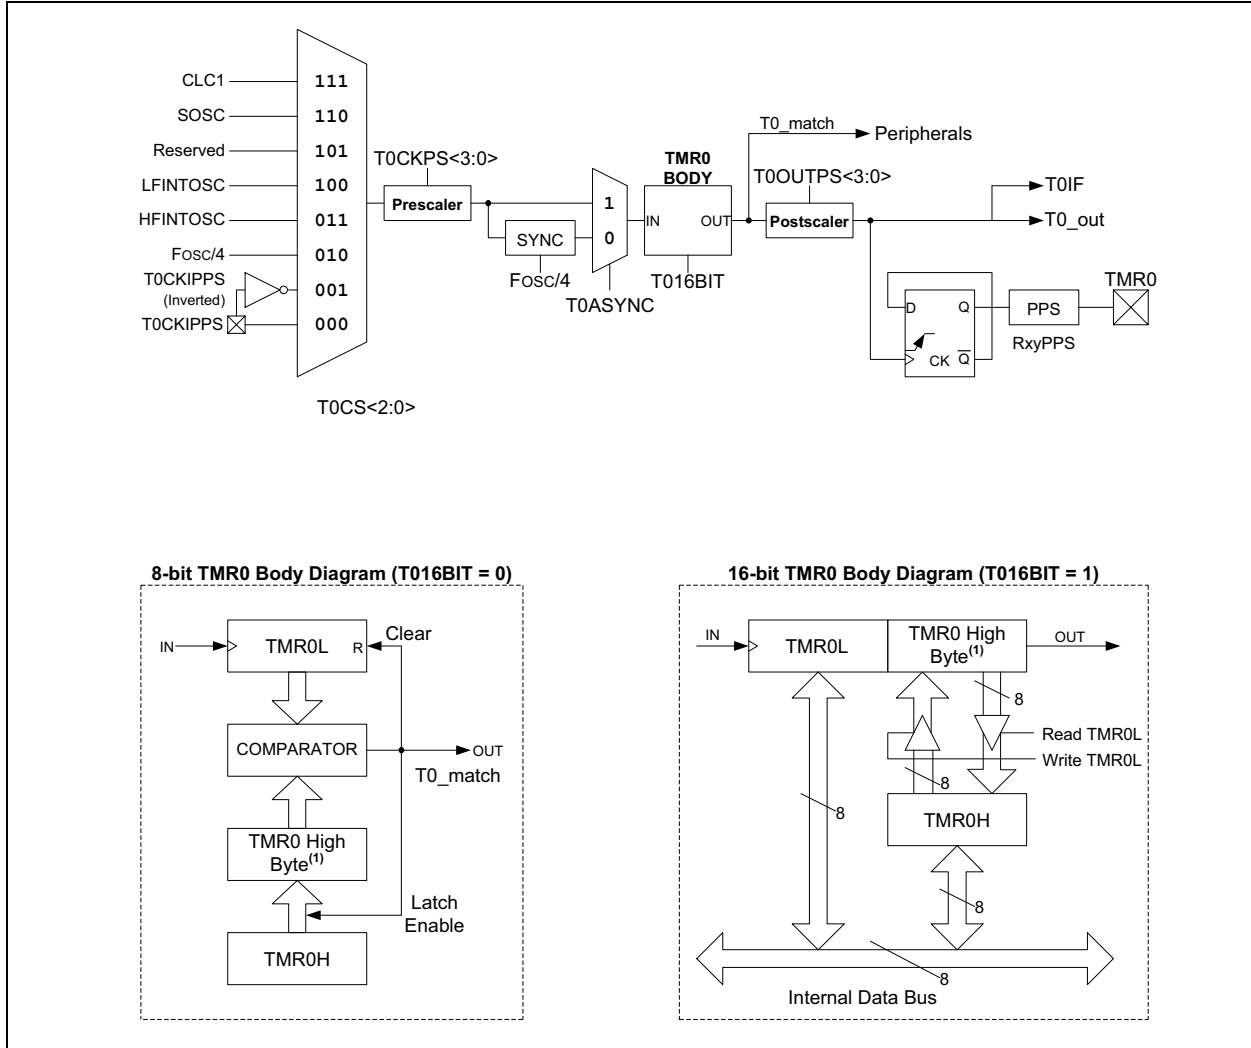 CLC1
111
SOSC
110
Reserved
101
LFINTOSC
100
HFINTOSC
011
FOSC/4
010
T0CKIPPS
(Inverted)
001
T0CKIPPS
000
T0CS<2:0>
T0CKPS<3:0>
Prescaler
SYNC
FOSC/4
1
0
T0ASYNC
TMR0
BODY
IN
OUT
T016BIT
T0_match
Peripherals
T0OUTPS<3:0>
Postscaler
T0IF
T0_out
D
Q
CK
Q
PPS
RxyPPS
TMR0
8-bit TMR0 Body Diagram (T016BIT = 0)
IN
TMR0L
R
Clear
COMPARATOR
OUT
T0_match
TMR0 High
Byte(1)
Latch
Enable
TMR0H
16-bit TMR0 Body Diagram (T016BIT = 1)
IN
TMR0L
TMR0 High
Byte(1)
OUT
8
Read TMR0L
Write TMR0L
8
8
TMR0H
8
8
Internal Data Bus